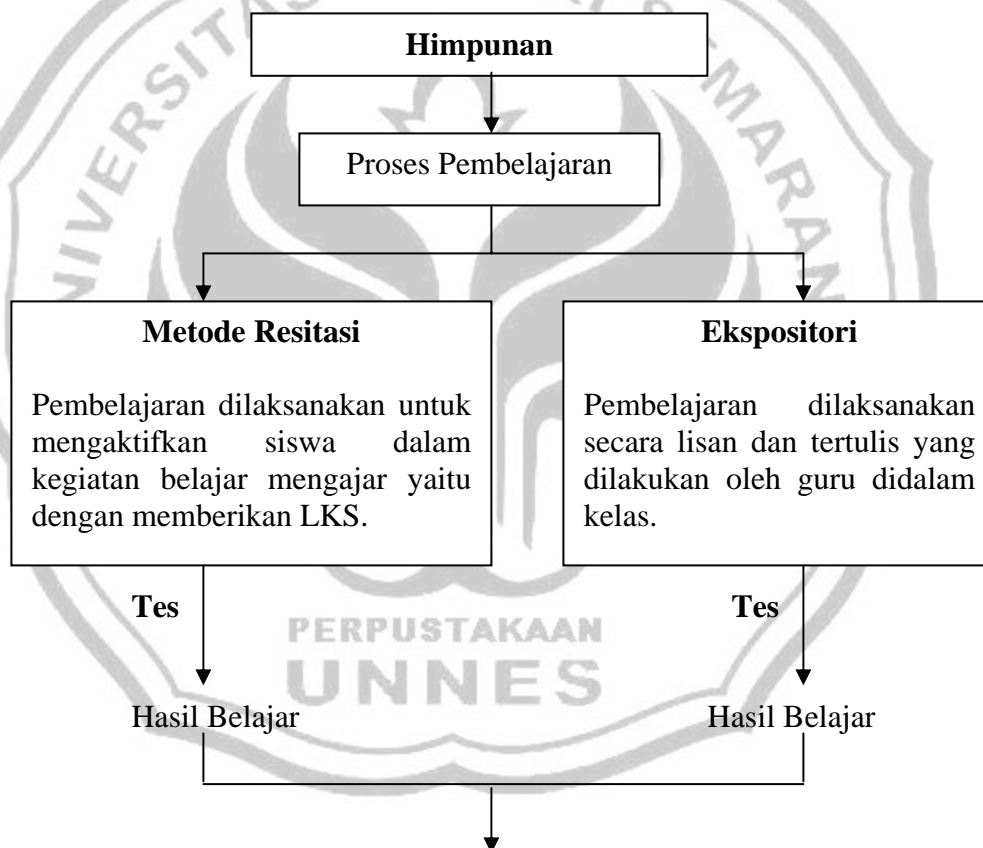 Himpunan
Proses Pembelajaran
Metode Resitasi
Pembelajaran dilaksanakan untuk
mengaktifkan siswa dalam
kegiatan belajar mengajar yaitu
dengan memberikan LKS.
Ekspositori
Pembelajaran dilaksanakan
secara lisan dan tertulis yang
dilakukan oleh guru didalam
kelas.
Tes
Tes
PERPUSTAKAAN
UNNES
Hasil Belajar
Hasil Belajar